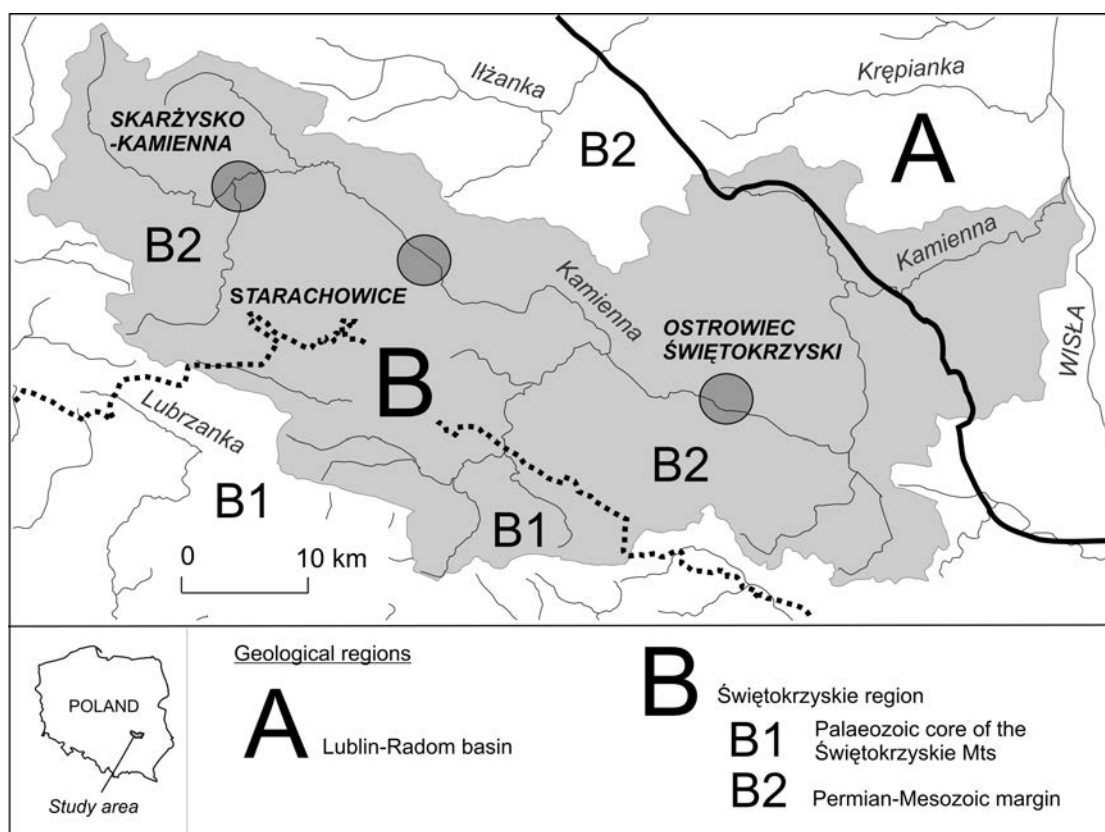 Iłżanka
Krępianka
SKARŻYSKO
-KAMIENNA
B2
A
B2
Kamienna
STARACHOWICE
Kamienna
OSTROWIEC
ŚWIĘTOKRZYSKI
WISŁA
B
Lubrzanka
B2
B1
B1
0 10 km
POLAND
Study area
Geological regions
A Lublin-Radom basin
B Świętokrzyskie region
B1 Palaeozoic core of the
Świętokrzyskie Mts
B2 Permian-Mesozoic margin